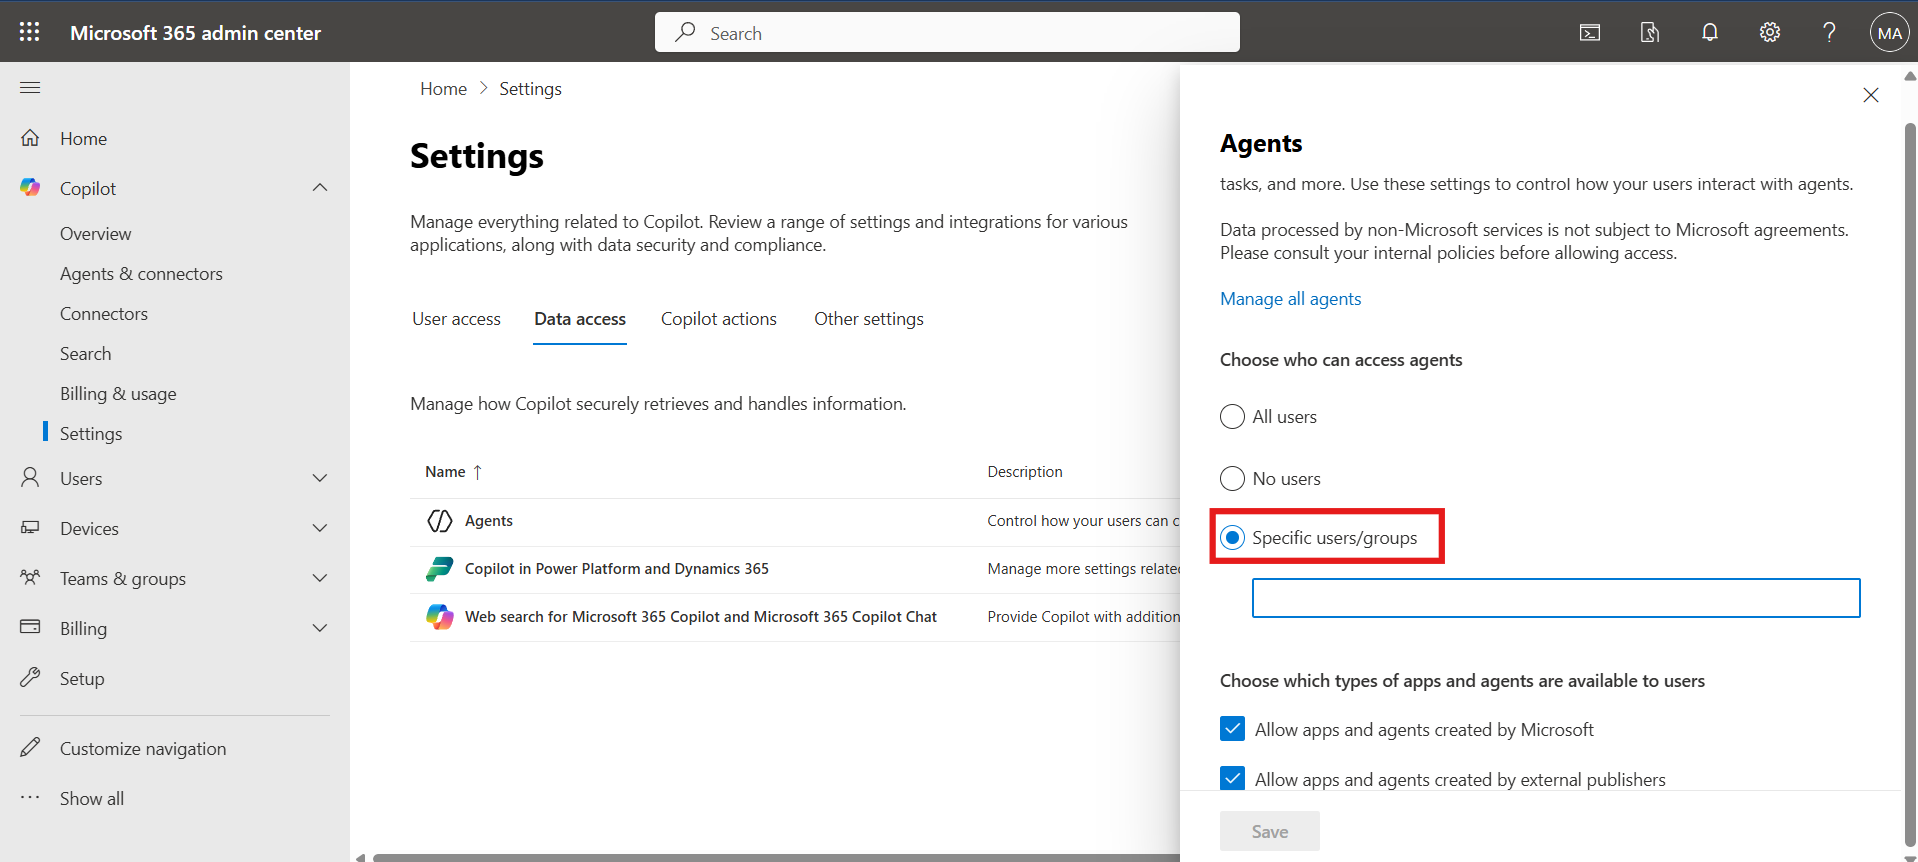 Microsoft 365 admin center
Search
MA
Home
Copilot
Overview
Agents & connectors
Connectors
Search
Billing & usage
Settings
Users
Devices
Teams & groups
Billing
Setup
Customize navigation
Show all
Home > Settings
Settings
Manage everything related to Copilot. Review a range of settings and integrations for various
applications, along with data security and compliance.
User access Data access Copilot actions Other settings
Manage how Copilot securely retrieves and handles information.
Name ↑ Description
Agents Control how your users can c
Copilot in Power Platform and Dynamics 365 Manage more settings relate
Web search for Microsoft 365 Copilot and Microsoft 365 Copilot Chat Provide Copilot with addition
Agents
tasks, and more. Use these settings to control how your users interact with agents.
Data processed by non-Microsoft services is not subject to Microsoft agreements.
Please consult your internal policies before allowing access.
Manage all agents
Choose who can access agents
All users
No users
Specific users/groups
Choose which types of apps and agents are available to users
Allow apps and agents created by Microsoft
Allow apps and agents created by external publishers
Save